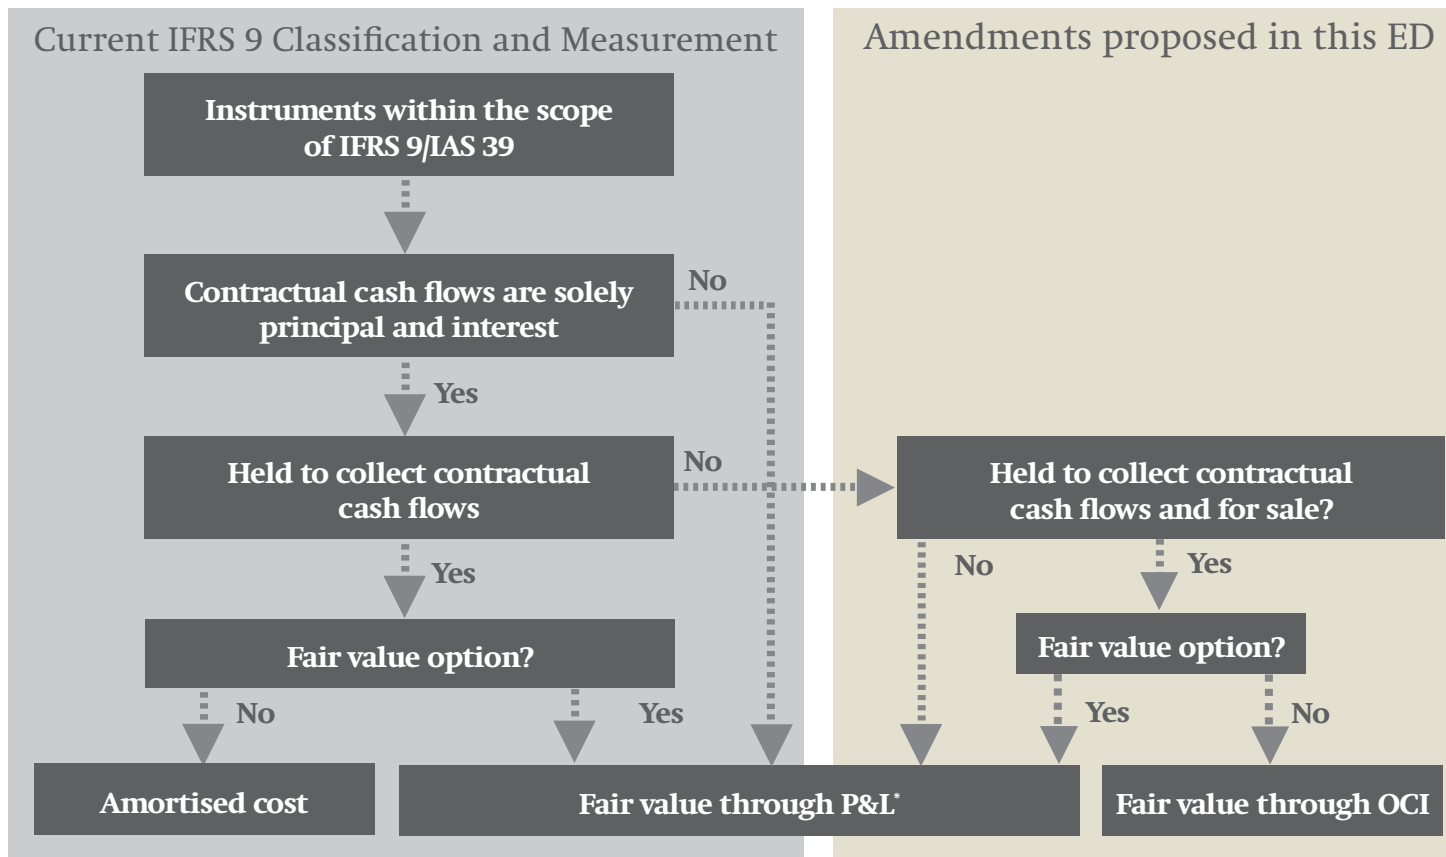 Current IFRS 9 Classification and Measurement
Amendments proposed in this ED
Instruments within the scope
of IFRS 9/IAS 39
Contractual cash flows are solely
principal and interest
No
Yes
Held to collect contractual
cash flows
No
Held to collect contractual
cash flows and for sale?
Yes
No
Yes
Fair value option?
Fair value option?
No
Yes
Yes
No
Amortised cost
Fair value through P&L*
Fair value through OCI